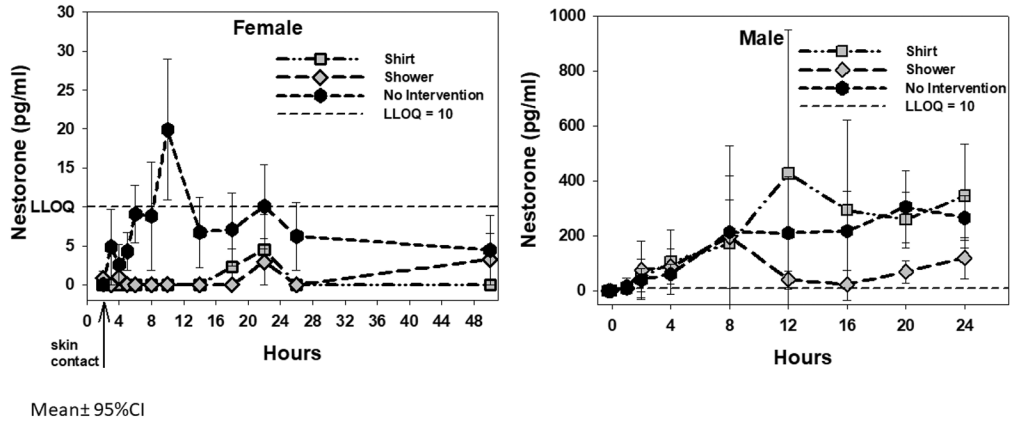 Female
Nestorone (pg/ml)
30
25
20
15
10
5
0
LLOQ
Shirt
Shower
No Intervention
LLOQ = 10
0 4 8 12 16 20 24 28 32 36 40 44 48
skin
contact
Hours
Male
Nestorone (pg/ml)
1000
800
600
400
200
0
Shirt
Shower
No Intervention
LLOQ = 10
0 4 8 12 16 20 24
Hours
Mean± 95%CI